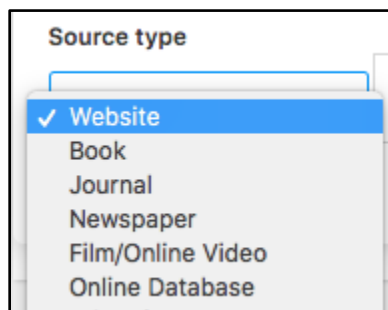 Source type
✓ Website
Book
Journal
Newspaper
Film/Online Video
Online Database